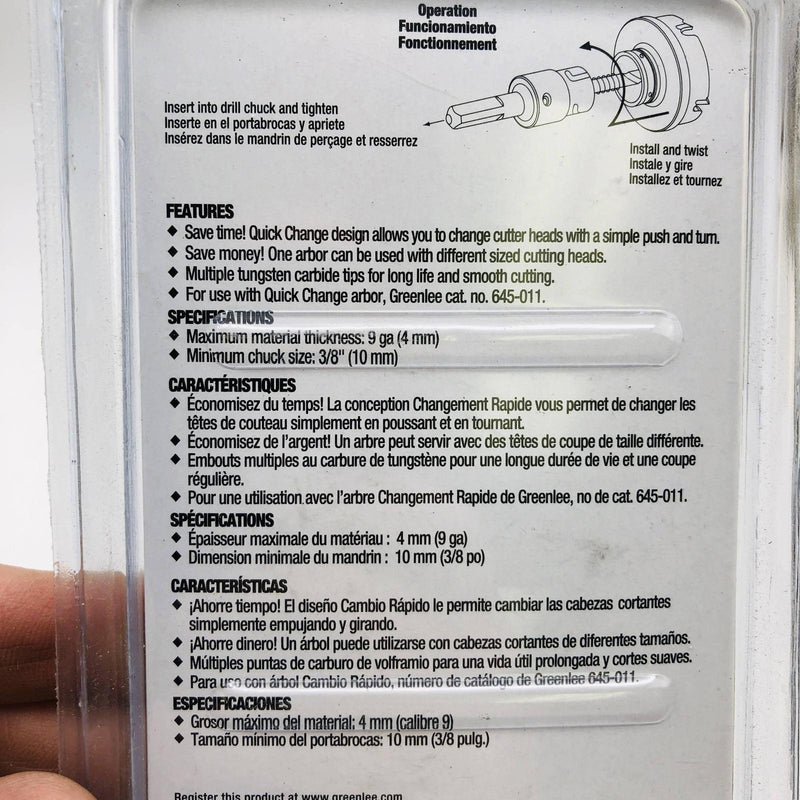 Operation
Funcionamiento
Fonctionnement
Insert into drill chuck and tighten
Inserte en el portabrocas y apriete
Insérez dans le mandrin de perçage et resserrez
Install and twist
Instale y gire
Installez et tournez
FEATURES
◆ Save time! Quick Change design allows you to change cutter heads with a simple push and turn.
◆ Save money! One arbor can be used with different sized cutting heads.
◆ Multiple tungsten carbide tips for long life and smooth cutting.
◆ For use with Quick Change arbor, Greenlee cat. no. 645-011.
SPECIFICATIONS
◆ Maximum material thickness: 9 ga (4 mm)
◆ Minimum chuck size: 3/8" (10 mm)
CARACTÉRISTIQUES
◆ Économisez du temps! La conception Changement Rapide vous permet de changer les
têtes de couteau simplement en poussant et en tournant.
◆ Économisez de l'argent! Un arbre peut servir avec des têtes de coupe de taille différente.
◆ Embouts multiples au carbure de tungstène pour une longue durée de vie et une coupe
régulière.
◆ Pour une utilisation avec l'arbre Changement Rapide de Greenlee, no de cat. 645-011.
SPÉCIFICATIONS
◆ Épaisseur maximale du matériau : 4 mm (9 ga)
◆ Dimension minimale du mandrin : 10 mm (3/8 po)
CARACTERÍSTICAS
◆ ¡Ahorre tiempo! El diseño Cambio Rápido le permite cambiar las cabezas cortantes
simplemente empujando y girando.
◆ ¡Ahorre dinero! Un árbol puede utilizarse con cabezas cortantes de diferentes tamaños.
◆ Múltiples puntas de carburo de volframio para una vida útil prolongada y cortes suaves.
◆ Para uso con árbol Cambio Rápido, número de catálogo de Greenlee 645-011.
ESPECIFICACIONES
◆ Grosor máximo del material: 4 mm (calibre 9)
◆ Tamaño mínimo del portabrocas: 10 mm (3/8 pulg.)
Register this product at www.greenlee.com